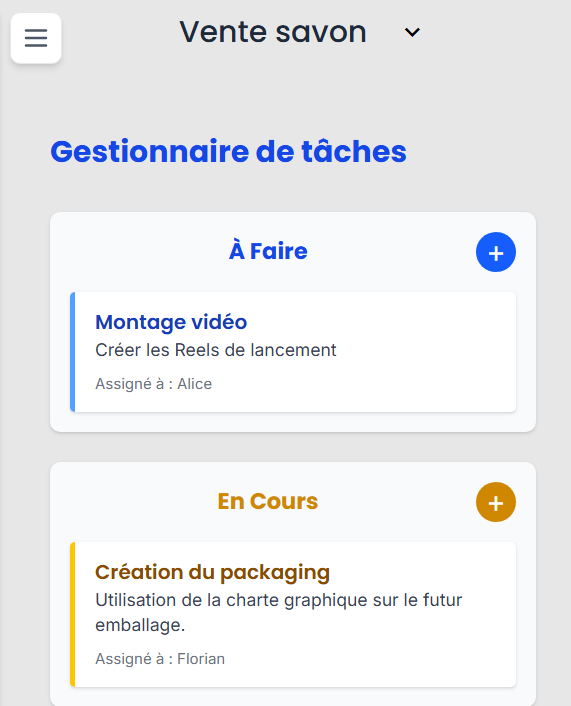 Vente savon
Gestionnaire de tâches
À Faire
+
Montage vidéo
Créer les Reels de lancement
Assigné à : Alice
En Cours
+
Création du packaging
Utilisation de la charte graphique sur le futur
emballage.
Assigné à : Florian